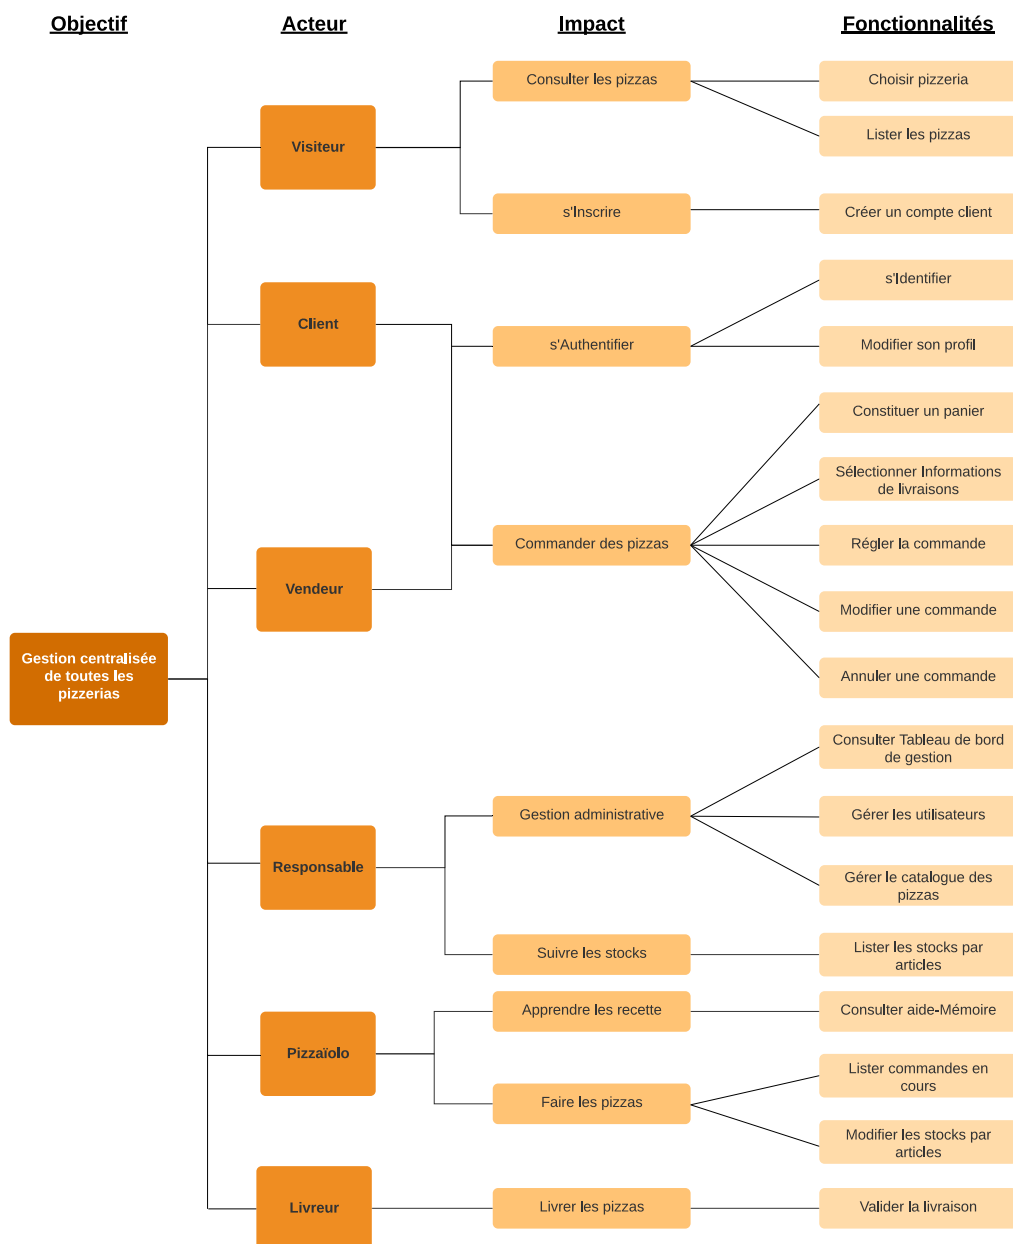 Objectif
Acteur
Impact
Fonctionnalités
Consulter les pizzas
Choisir pizzeria
Visiteur
Lister les pizzas
s'Inscrire
Créer un compte client
s'Identifier
Client
s'Authentifier
Modifier son profil
Constituer un panier
Sélectionner Informations
de livraisons
Commander des pizzas
Régler la commande
Vendeur
Modifier une commande
Gestion centralisée
de toutes les
pizzerias
Annuler une commande
Consulter Tableau de bord
de gestion
Gestion administrative
Gérer les utilisateurs
Responsable
Gérer le catalogue des
pizzas
Suivre les stocks
Lister les stocks par
articles
Apprendre les recette
Consulter aide-Mémoire
Pizzaïolo
Lister commandes en
cours
Faire les pizzas
Modifier les stocks par
articles
Livreur
Livrer les pizzas
Valider la livraison